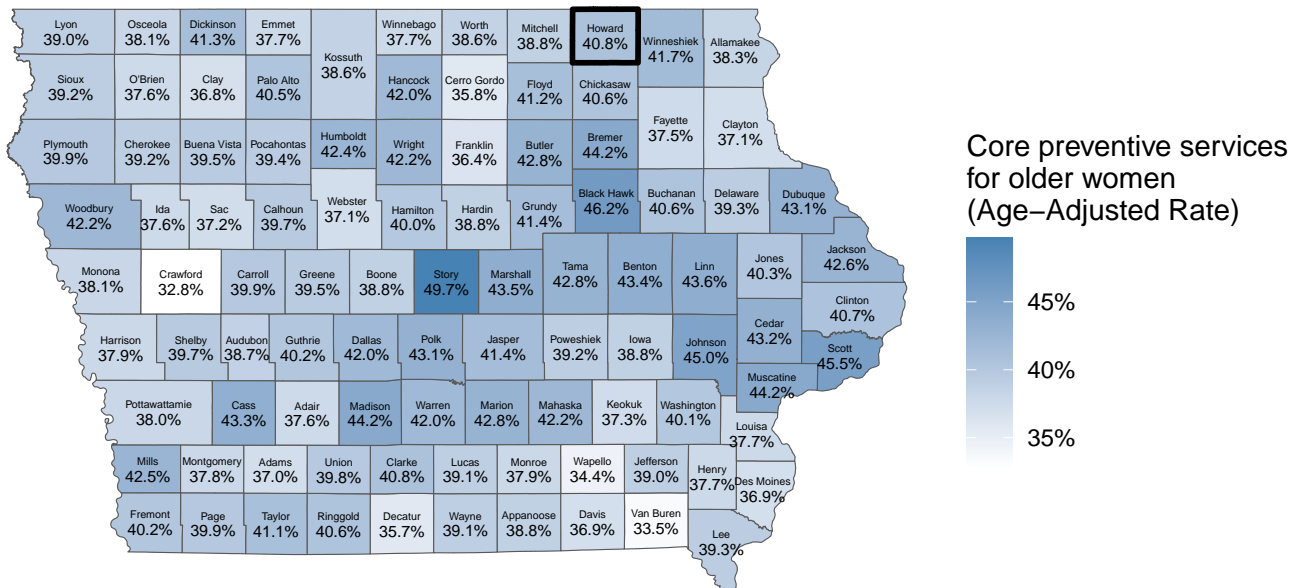 Lyon
39.0%
Osceola
38.1%
Dickinson
41.3%
Emmet
37.7%
Kossuth
38.6%
Winnebago
37.7%
Worth
38.6%
Mitchell
38.8%
Howard
40.8%
Winneshiek
41.7%
Allamakee
38.3%
Sioux
39.2%
O'Brien
37.6%
Clay
36.8%
Palo Alto
40.5%
Hancock
42.0%
Cerro Gordo
35.8%
Floyd
41.2%
Chickasaw
40.6%
Fayette
37.5%
Clayton
37.1%
Plymouth
39.9%
Cherokee
39.2%
Buena Vista
39.5%
Pocahontas
39.4%
Humboldt
42.4%
Wright
42.2%
Franklin
36.4%
Butler
42.8%
Bremer
44.2%
Woodbury
42.2%
Ida
37.6%
Sac
37.2%
Calhoun
39.7%
Webster
37.1%
Hamilton
40.0%
Hardin
38.8%
Grundy
41.4%
Black Hawk
46.2%
Buchanan
40.6%
Delaware
39.3%
Dubuque
43.1%
Monona
38.1%
Crawford
32.8%
Carroll
39.9%
Greene
39.5%
Boone
38.8%
Story
49.7%
Marshall
43.5%
Tama
42.8%
Benton
43.4%
Linn
43.6%
Jones
40.3%
Jackson
42.6%
Clinton
40.7%
Harrison
37.9%
Shelby
39.7%
Audubon
38.7%
Guthrie
40.2%
Dallas
42.0%
Polk
43.1%
Jasper
41.4%
Poweshiek
39.2%
Iowa
38.8%
Johnson
45.0%
Cedar
43.2%
Scott
45.5%
Muscatine
44.2%
Pottawattamie
38.0%
Cass
43.3%
Adair
37.6%
Madison
44.2%
Warren
42.0%
Marion
42.8%
Mahaska
42.2%
Keokuk
37.3%
Washington
40.1%
Louisa
37.7%
Mills
42.5%
Montgomery
37.8%
Adams
37.0%
Union
39.8%
Clarke
40.8%
Lucas
39.1%
Monroe
37.9%
Wapello
34.4%
Jefferson
39.0%
Henry
37.7%
Des Moines
36.9%
Fremont
40.2%
Page
39.9%
Taylor
41.1%
Ringgold
40.6%
Decatur
35.7%
Wayne
39.1%
Appanoose
38.8%
Davis
36.9%
Van Buren
33.5%
Lee
39.3%
Core preventive services
for older women
(Age−Adjusted Rate)
45%
40%
35%